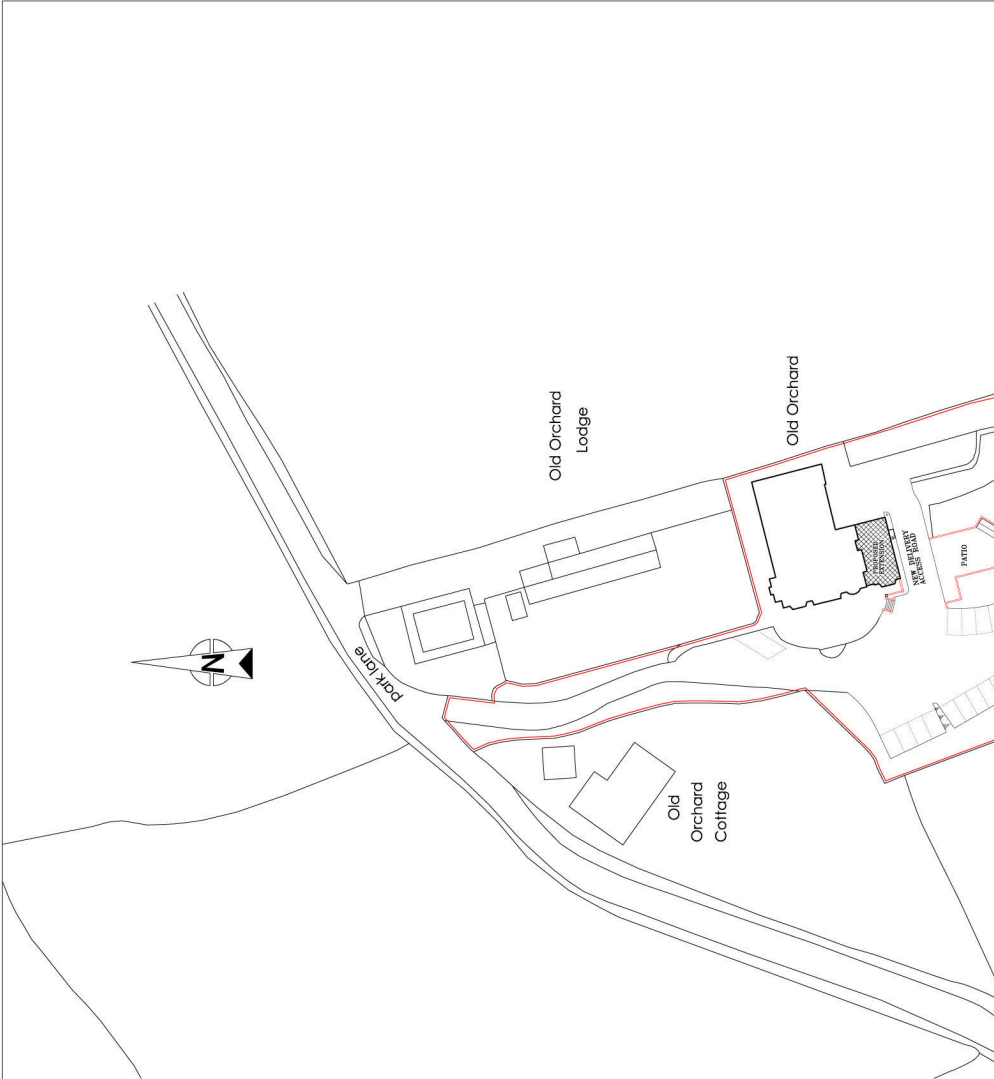 N
park lane
Old Orchard
Lodge
Old Orchard
PROPOSED
EXTENSION
NEW DELIVERY
ACCESS ROAD
PATIO
Old
Orchard
Cottage